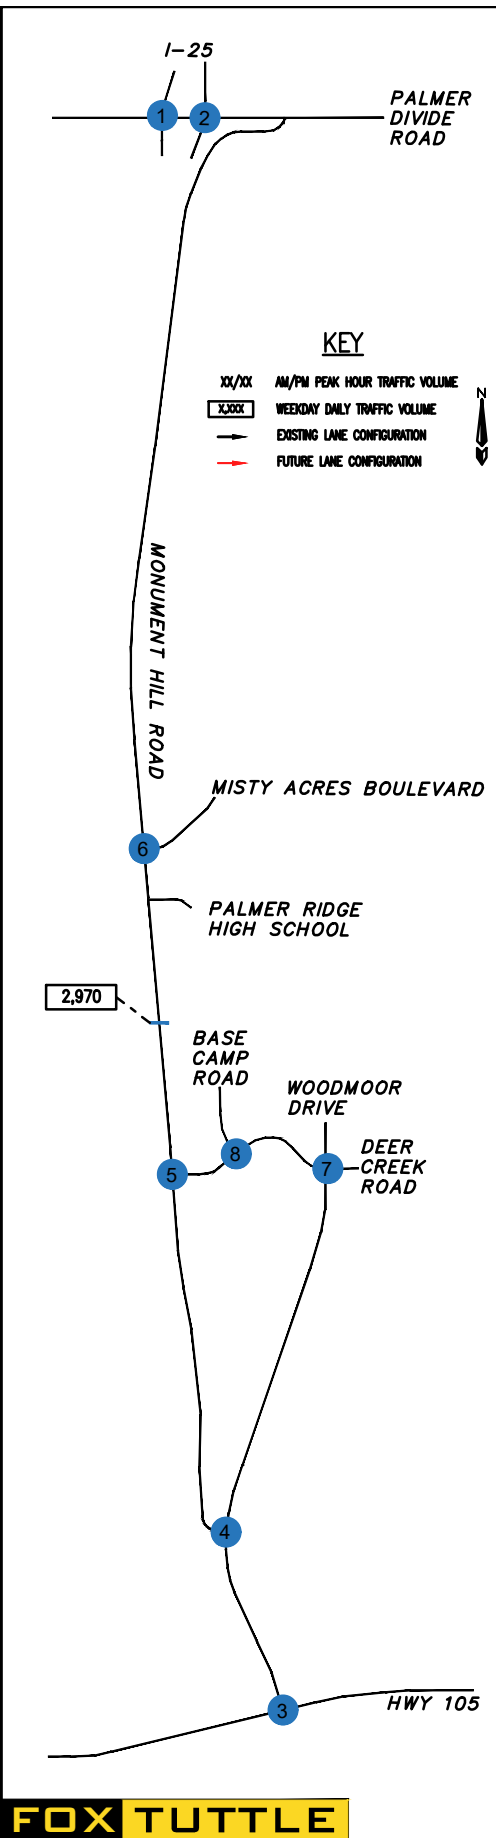 I-25
1
2
PALMER
DIVIDE
ROAD
KEY
XX/XX AM/PM PEAK HOUR TRAFFIC VOLUME
X,XXX WEEKDAY DAILY TRAFFIC VOLUME
EXISTING LANE CONFIGURATION
FUTURE LANE CONFIGURATION
N
MONUMENT HILL ROAD
MISTY ACRES BOULEVARD
6
PALMER RIDGE
HIGH SCHOOL
2,970
BASE
CAMP
ROAD
WOODMOOR
DRIVE
DEER
CREEK
ROAD
8
7
5
4
3
HWY 105
FOX TUTTLE